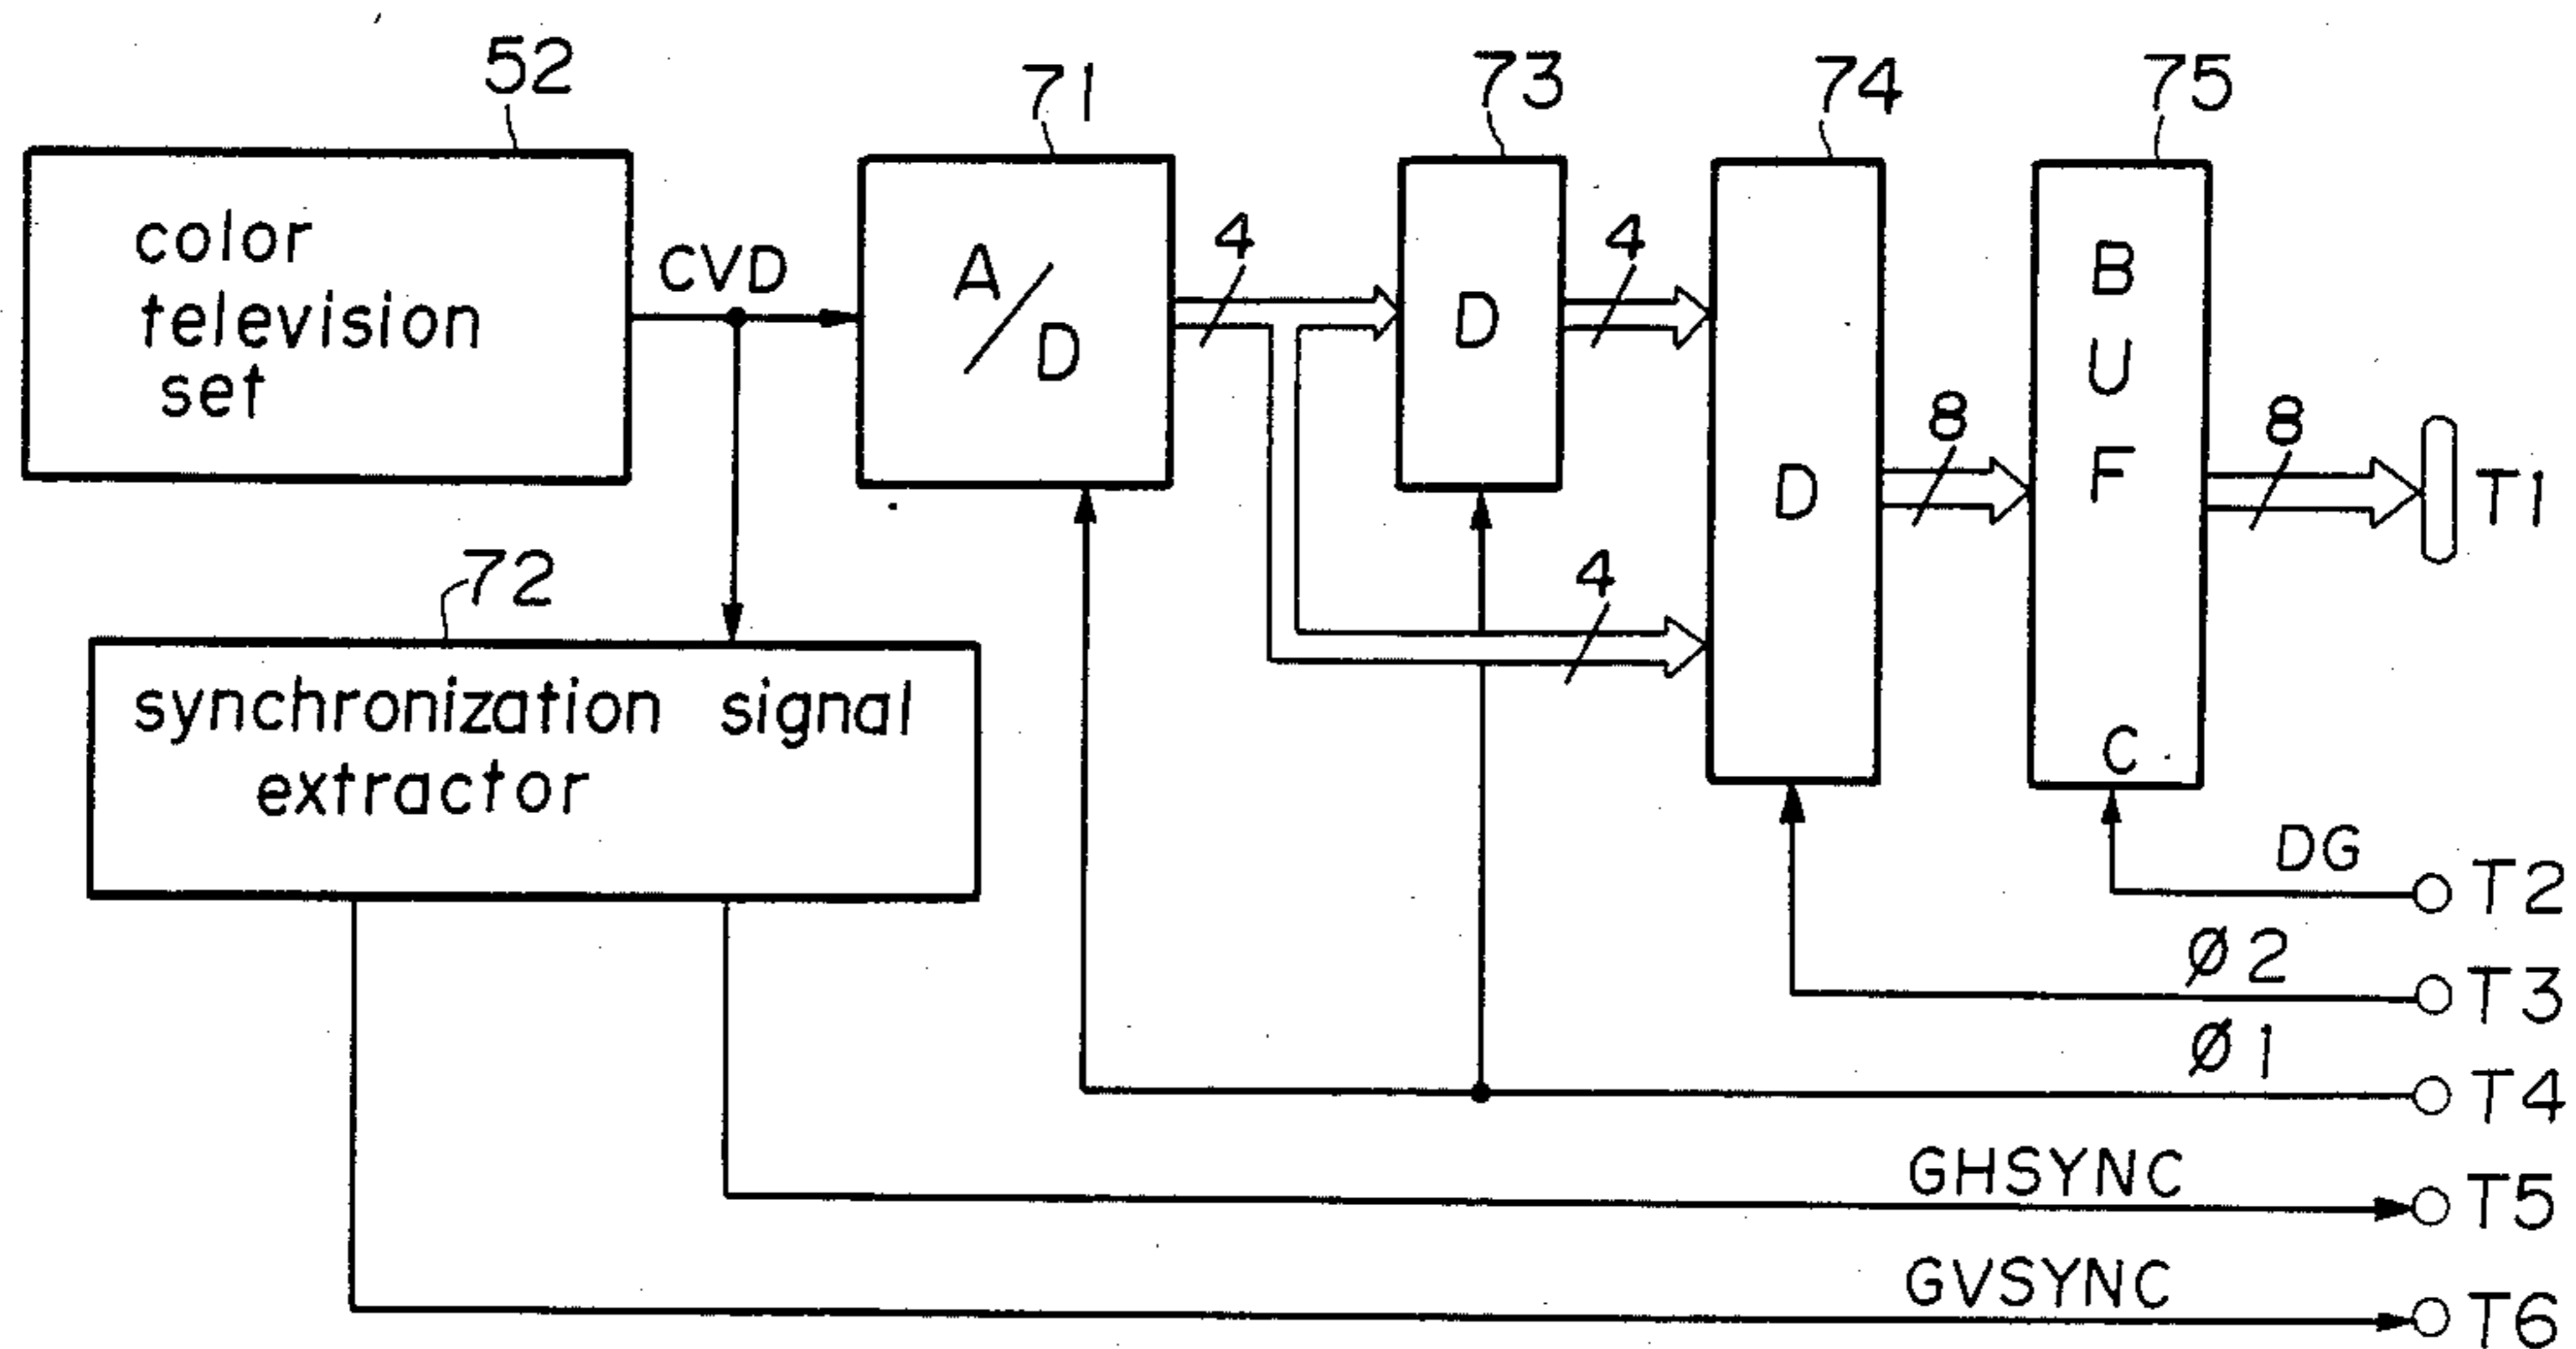 52
71
73
74
75
color
television
set
CVD
A/D
4
D
4
D
8
BUF
C
8
T1
4
72
synchronization signal
extractor
DG
T2
ø2
T3
ø1
T4
GHSYNC
T5
GVSYNC
T6